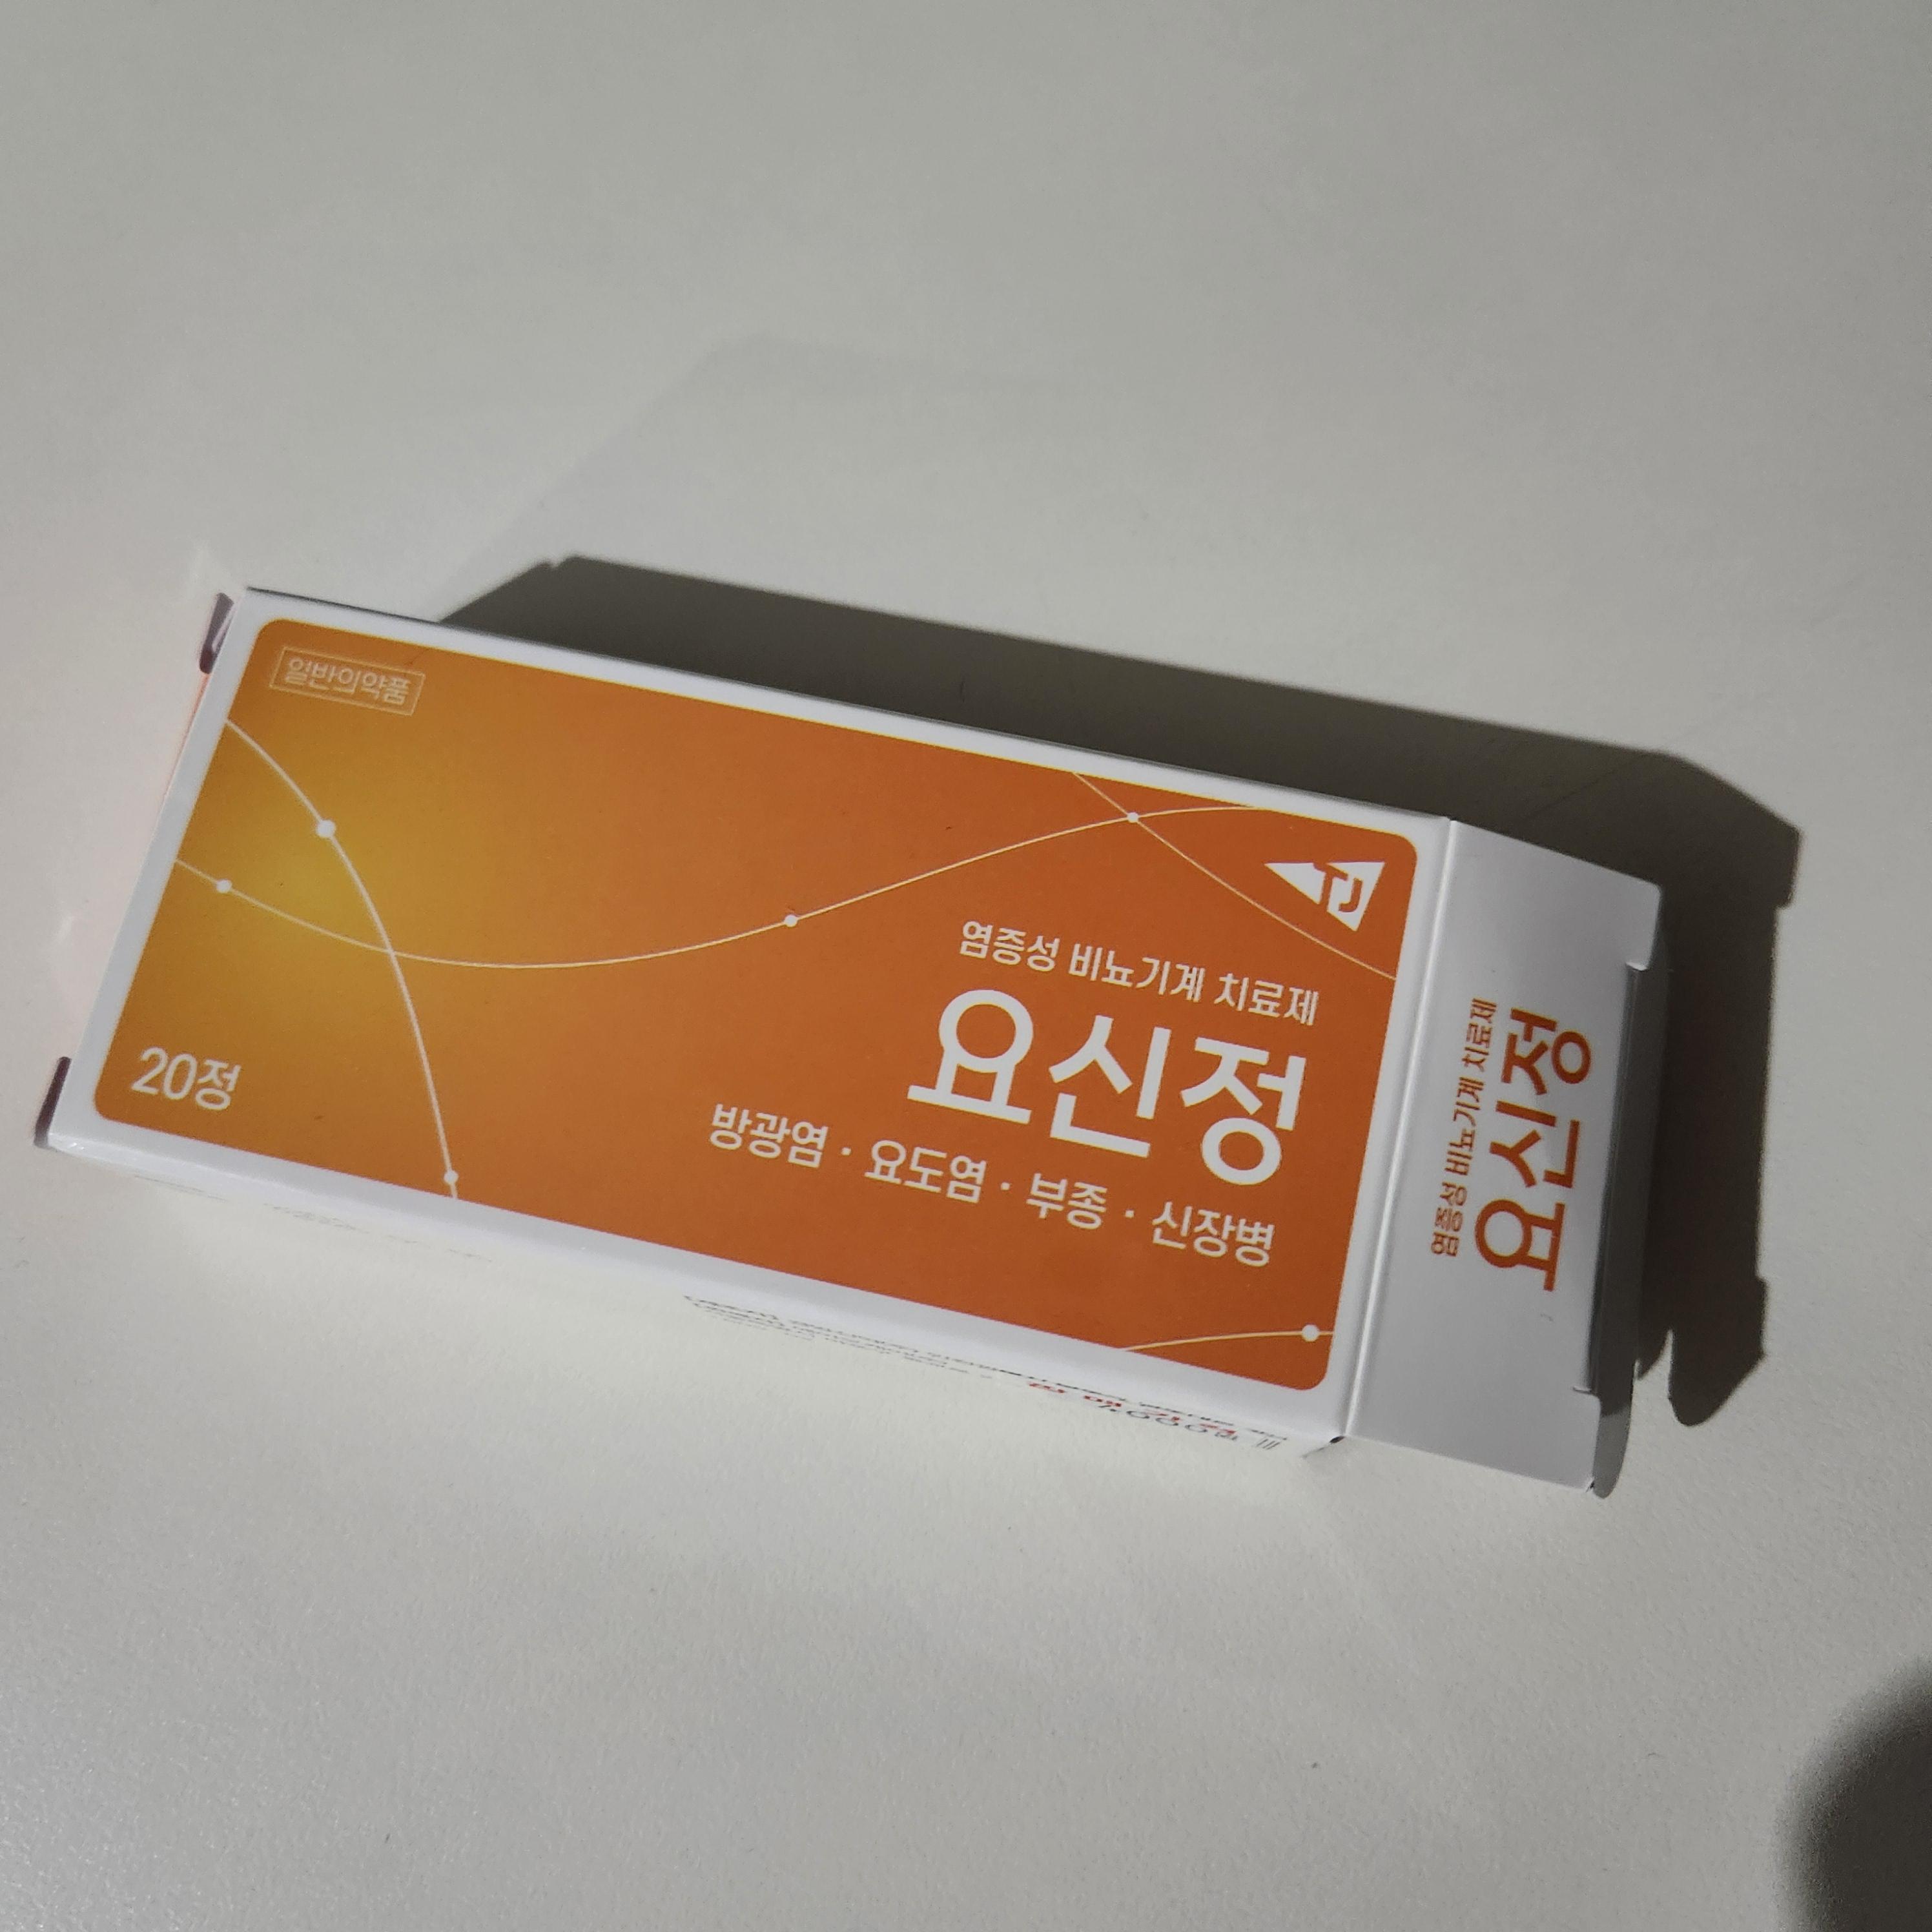 일반의약품
염증성 비뇨기계 치료제
요신정
방광염 · 요도염 · 부종 · 신장병
20정
염증성 비뇨기계 치료제
요신정